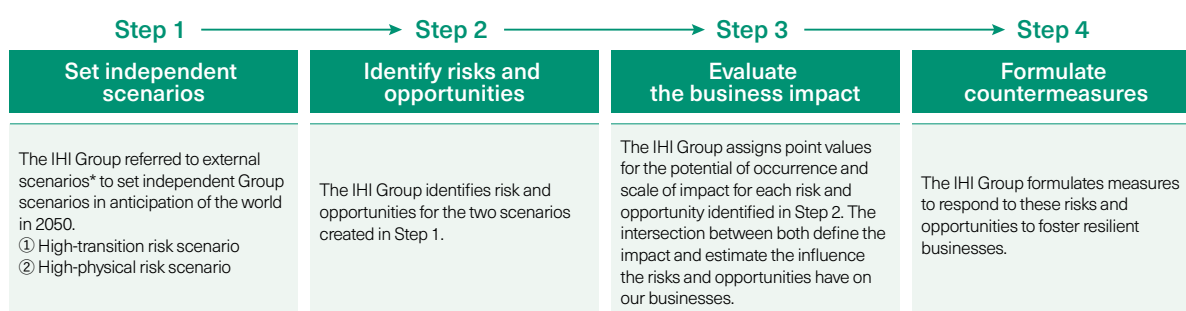 Step 1
Step 2
Step 3
Step 4
Set independent
scenarios
Identify risks and
opportunities
Evaluate
the business impact
Formulate
countermeasures
The IHI Group referred to external
scenarios* to set independent Group
scenarios in anticipation of the world
in 2050.
① High-transition risk scenario
② High-physical risk scenario
The IHI Group identifies risk and
opportunities for the two scenarios
created in Step 1.
The IHI Group assigns point values
for the potential of occurrence and
scale of impact for each risk and
opportunity identified in Step 2. The
intersection between both define the
impact and estimate the influence
the risks and opportunities have on
our businesses.
The IHI Group formulates measures
to respond to these risks and
opportunities to foster resilient
businesses.